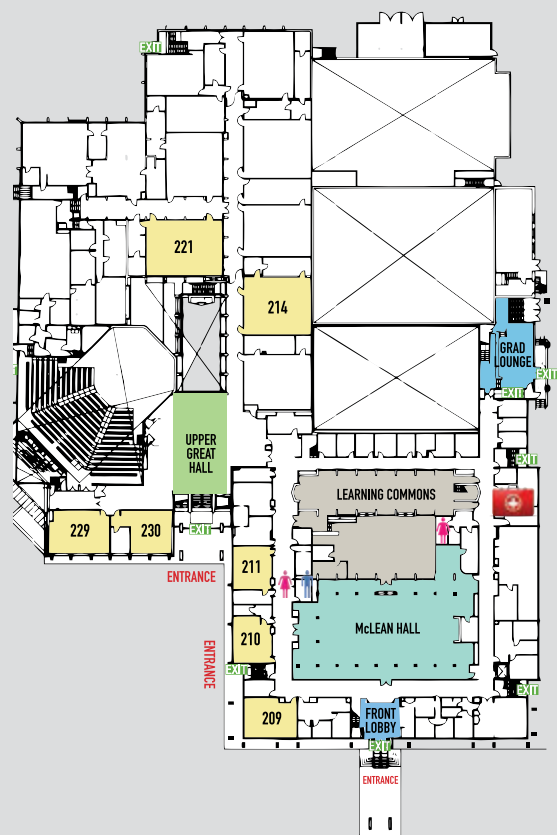 EXIT
221
214
GRAD
LOUNGE
EXIT
EXIT
UPPER
GREAT
HALL
EXIT
LEARNING COMMONS
229
230
EXIT
211
ENTRANCE
McLEAN HALL
210
ENTRANCE
EXIT
EXIT
209
FRONT
LOBBY
EXIT
ENTRANCE